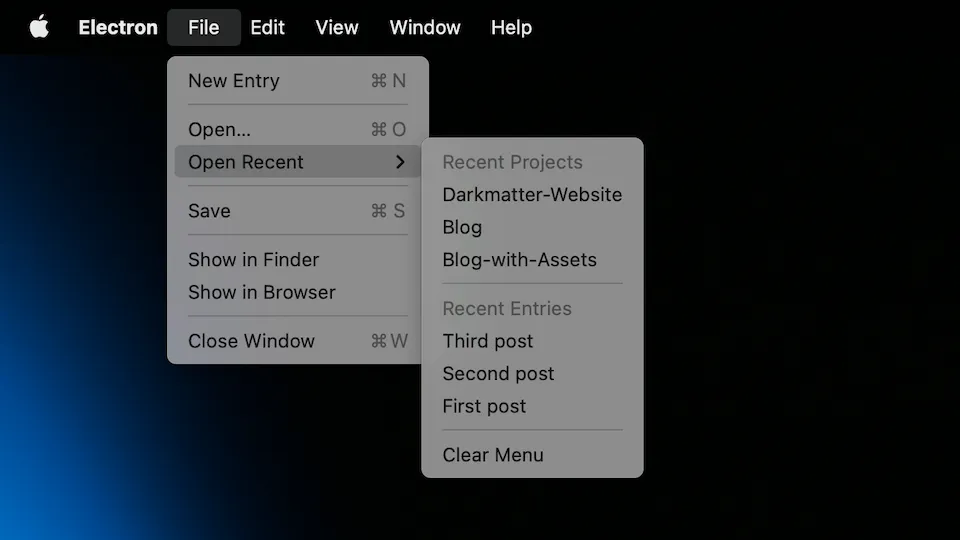 Electron File Edit View Window Help
New Entry ⌘ N
Open... ⌘ O
Open Recent
Save ⌘ S
Show in Finder
Show in Browser
Close Window ⌘ W
Recent Projects
Darkmatter-Website
Blog
Blog-with-Assets
Recent Entries
Third post
Second post
First post
Clear Menu